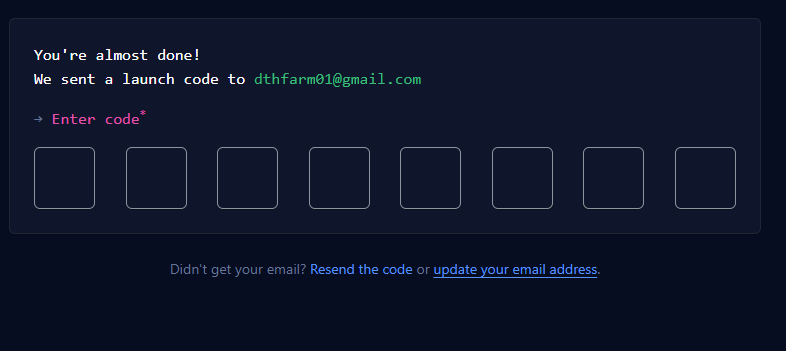 You're almost done!
We sent a launch code to dthfarm01@gmail.com
→ Enter code*
Didn't get your email? Resend the code or update your email address.